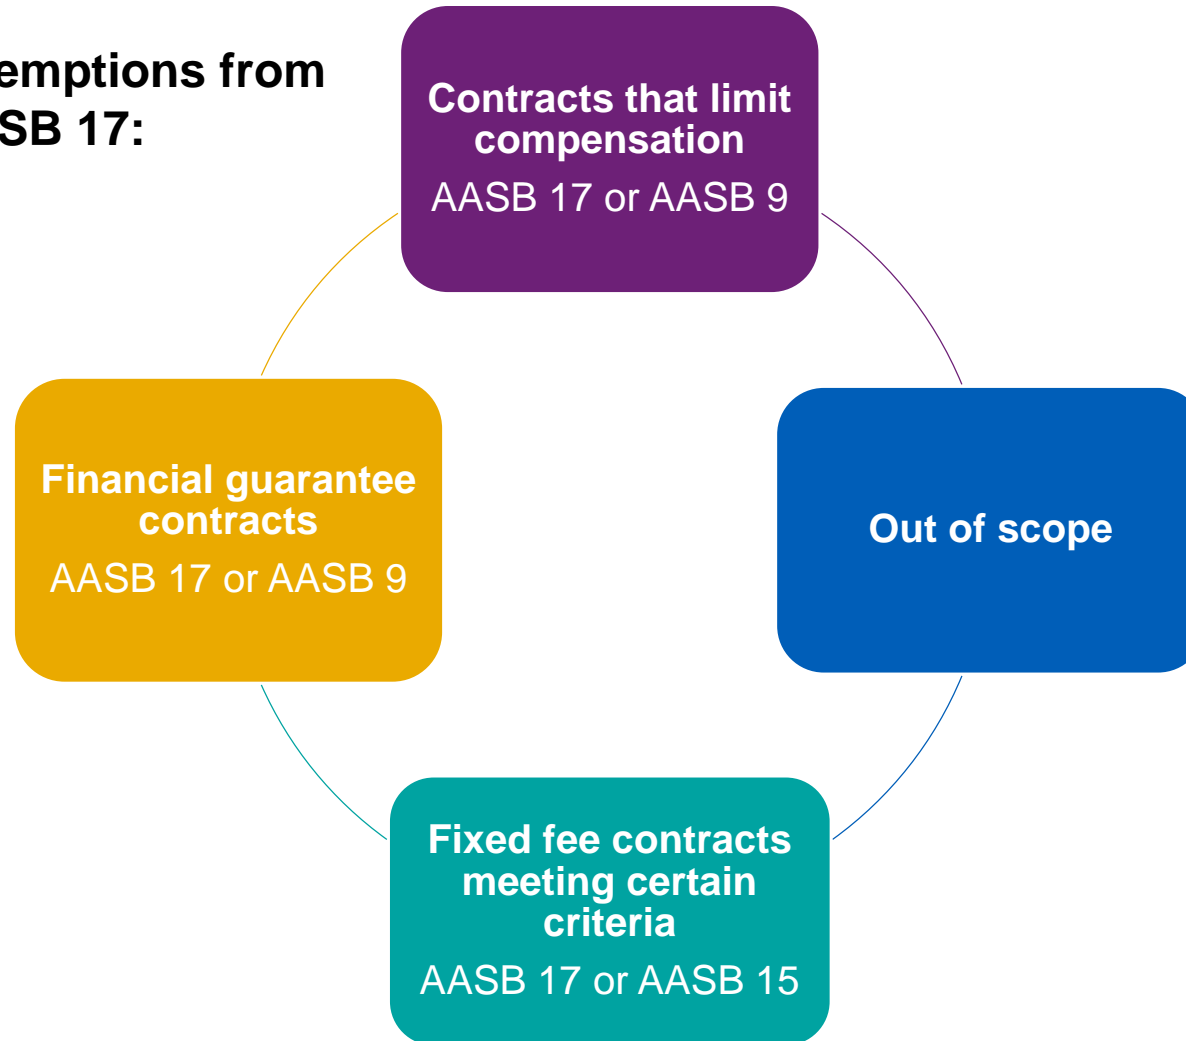 emptions from
SB 17:
Contracts that limit
compensation
AASB 17 or AASB 9
Financial guarantee
contracts
AASB 17 or AASB 9
Out of scope
Fixed fee contracts
meeting certain
criteria
AASB 17 or AASB 15